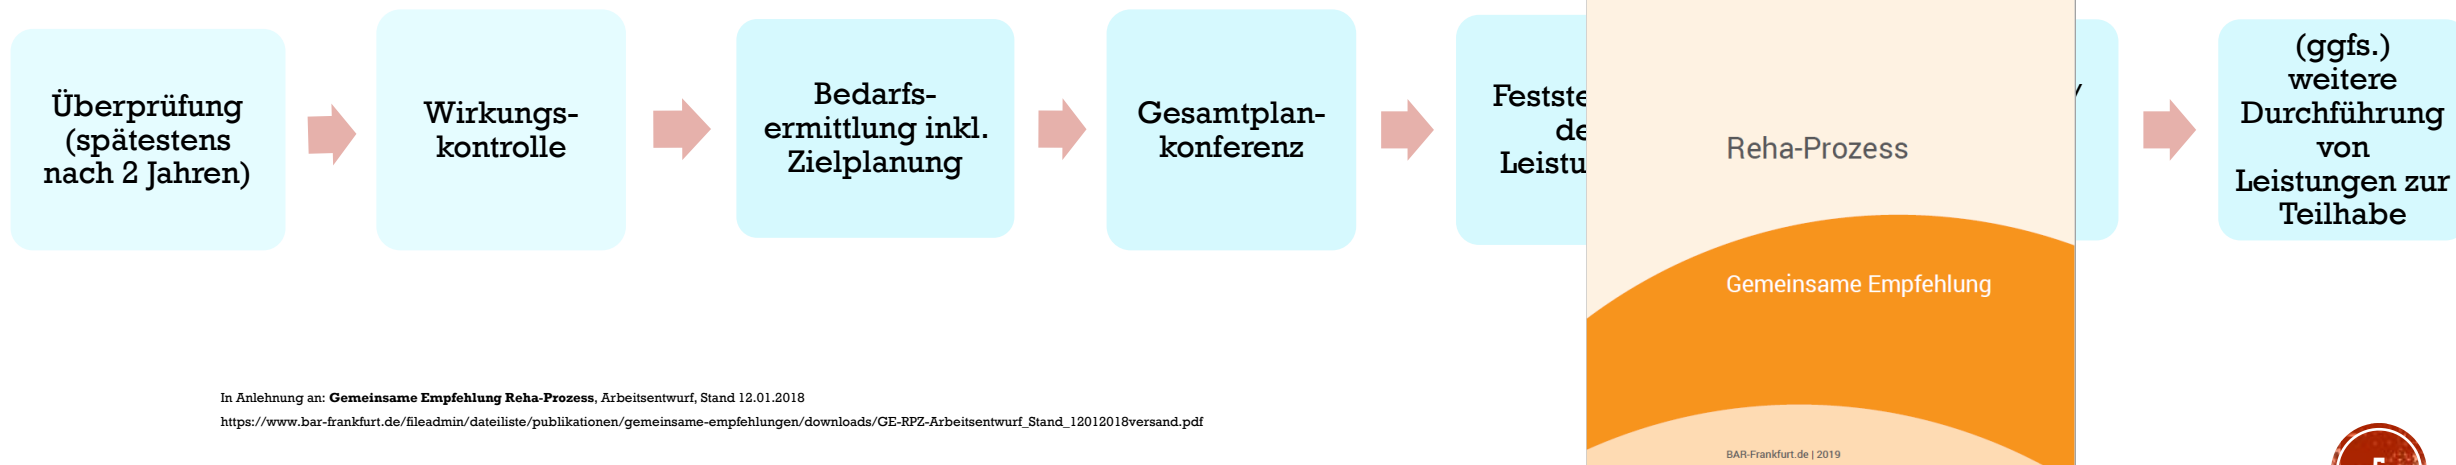 Überprüfung
(spätestens
nach 2 Jahren)
Wirkungs-
kontrolle
Bedarfs-
ermittlung inkl.
Zielplanung
Gesamtplan-
konferenz
Reha-Prozess
Gemeinsame Empfehlung
BAR-Frankfurt.de | 2019
(ggfs.)
weitere
Durchführung
von
Leistungen zur
Teilhabe
In Anlehnung an: Gemeinsame Empfehlung Reha-Prozess, Arbeitsentwurf, Stand 12.01.2018
https://www.bar-frankfurt.de/fileadmin/dateiliste/publikationen/gemeinsame-empfehlungen/downloads/GE-RPZ-Arbeitsentwurf_Stand_12012018versand.pdf